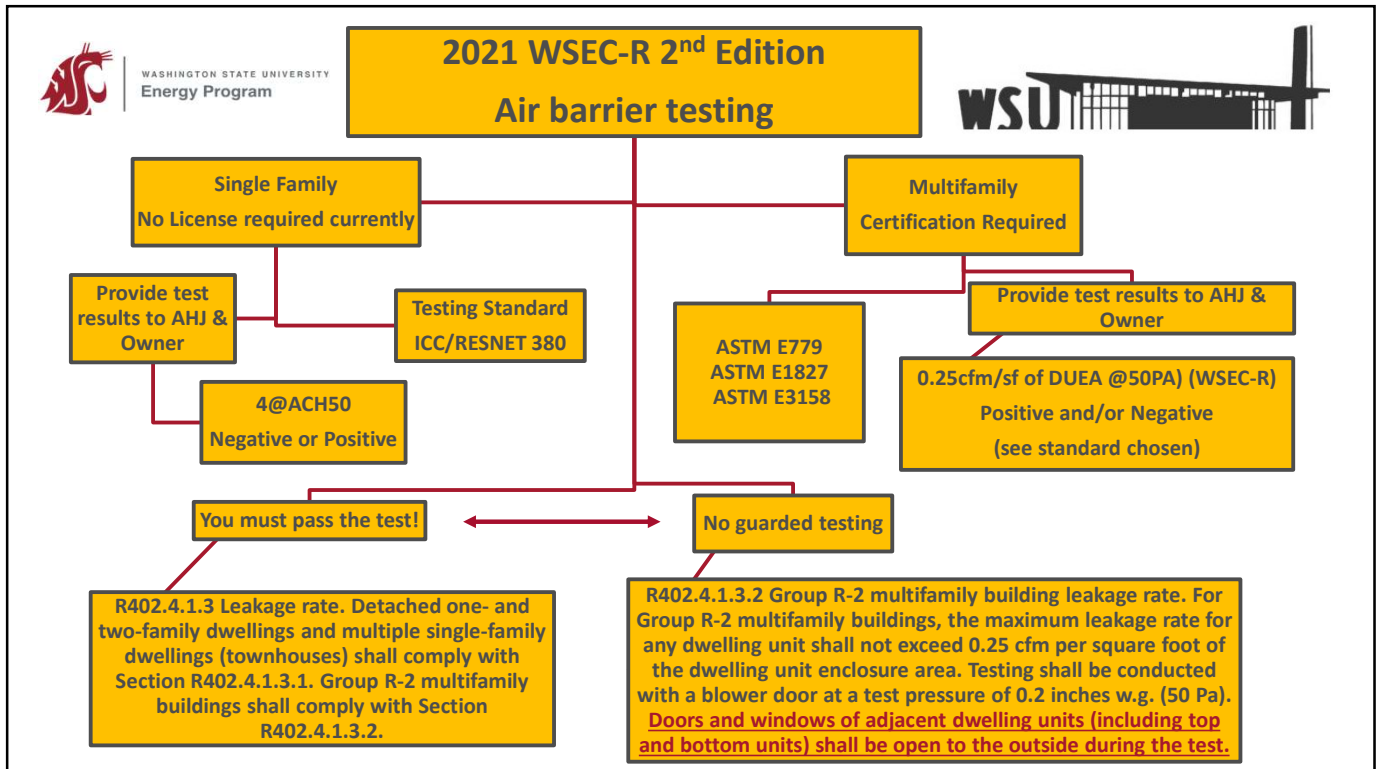 WASHINGTON STATE UNIVERSITY
Energy Program
2021 WSEC-R 2nd Edition
Air barrier testing
WSU
Single Family
No License required currently
Multifamily
Certification Required
Provide test
results to AHJ &
Owner
Testing Standard
ICC/RESNET 380
ASTM E779
ASTM E1827
ASTM E3158
Provide test results to AHJ &
Owner
4@ACH50
Negative or Positive
0.25cfm/sf of DUEA @50PA) (WSEC-R)
Positive and/or Negative
(see standard chosen)
You must pass the test!
No guarded testing
R402.4.1.3 Leakage rate. Detached one- and
two-family dwellings and multiple single-family
dwellings (townhouses) shall comply with
Section R402.4.1.3.1. Group R-2 multifamily
buildings shall comply with Section
R402.4.1.3.2.
R402.4.1.3.2 Group R-2 multifamily building leakage rate. For
Group R-2 multifamily buildings, the maximum leakage rate for
any dwelling unit shall not exceed 0.25 cfm per square foot of
the dwelling unit enclosure area. Testing shall be conducted
with a blower door at a test pressure of 0.2 inches w.g. (50 Pa).
Doors and windows of adjacent dwelling units (including top
and bottom units) shall be open to the outside during the test.